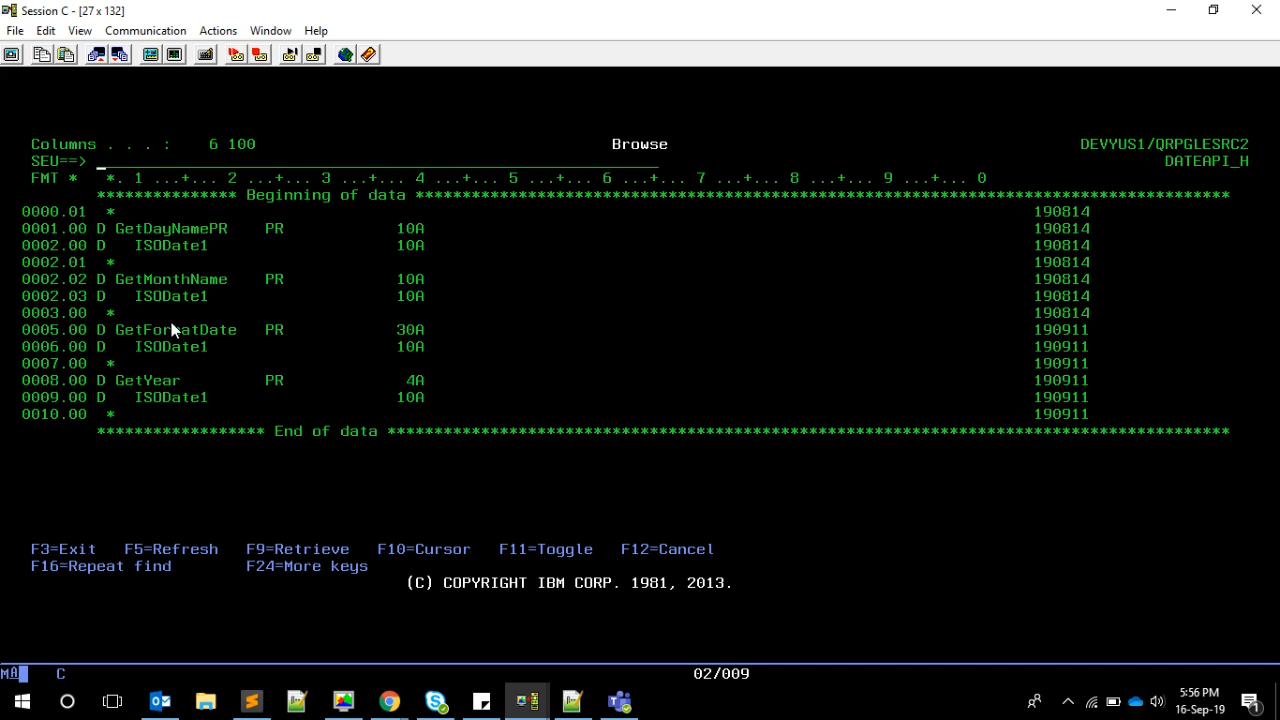 Session C - [27 x 132]
File Edit View Communication Actions Window Help
Columns . . . : 6 100 Browse DEVYUS1/QRPGLESRC2
SEU==> DATEAPI_H
FMT * *. 1 ...+... 2 ...+... 3 ...+... 4 ...+... 5 ...+... 6 ...+... 7 ...+... 8 ...+... 9 ...+... 0
*************** Beginning of data ***************************************************************************************
0000.01 * 190814
0001.00 D GetDayNamePR PR 10A 190814
0002.00 D ISODate1 10A 190814
0002.01 * 190814
0002.02 D GetMonthName PR 10A 190814
0002.03 D ISODate1 10A 190814
0003.00 * 190814
0005.00 D GetFormatDate PR 30A 190911
0006.00 D ISODate1 10A 190911
0007.00 * 190911
0008.00 D GetYear PR 4A 190911
0009.00 D ISODate1 10A 190911
0010.00 * 190911
****************** End of data ******************************************************************************************
F3=Exit F5=Refresh F9=Retrieve F10=Cursor F11=Toggle F12=Cancel
F16=Repeat find F24=More keys
(C) COPYRIGHT IBM CORP. 1981, 2013.
MA C 02/009
5:56 PM
16-Sep-19
1